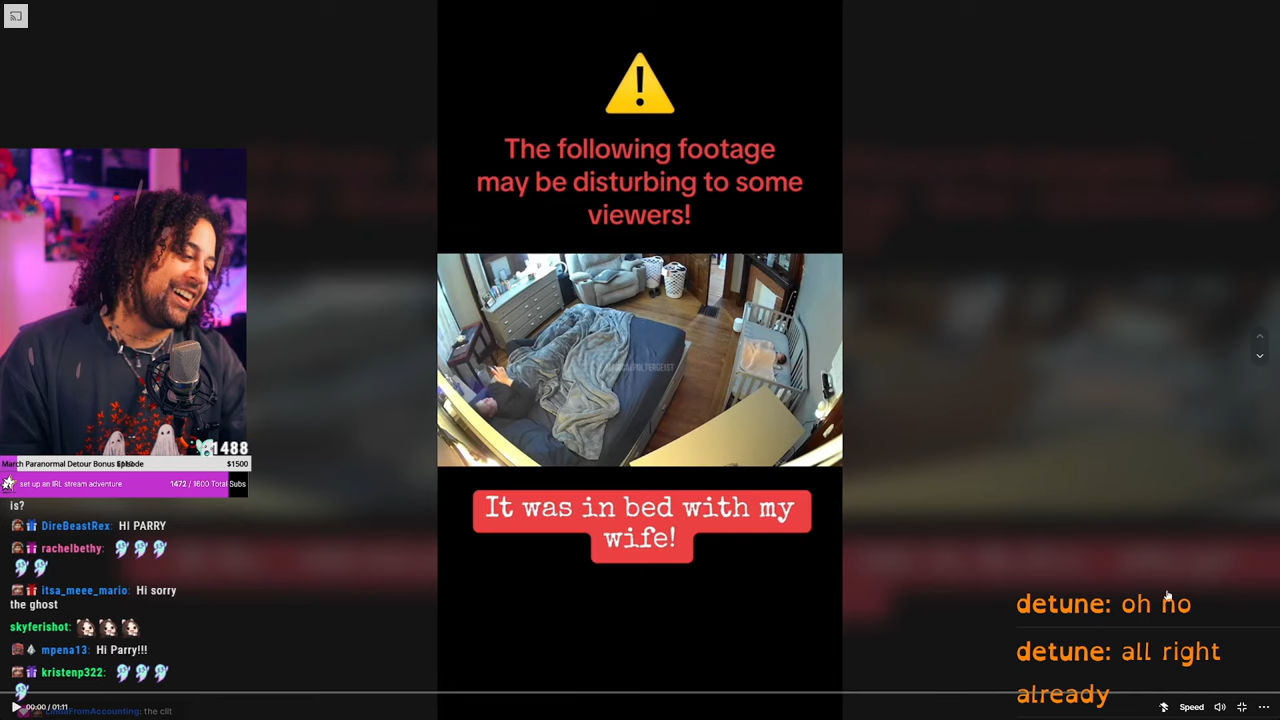 The following footage
may be disturbing to some
viewers!
It was in bed with my
wife!
1488
March Paranormal Detour Bonus Episode
$1500
set up an IRL stream adventure
1472 / 1600 Total Subs
is?
DireBeastRex: HI PARRY
rachelbethy:
itsa_meee_mario: Hi sorry
the ghost
skyferishot:
mpena13: Hi Parry!!!
kristenp322:
EmailFromAccounting: the clit
detune: oh no
detune: all right
already
00:00 / 01:11
Speed